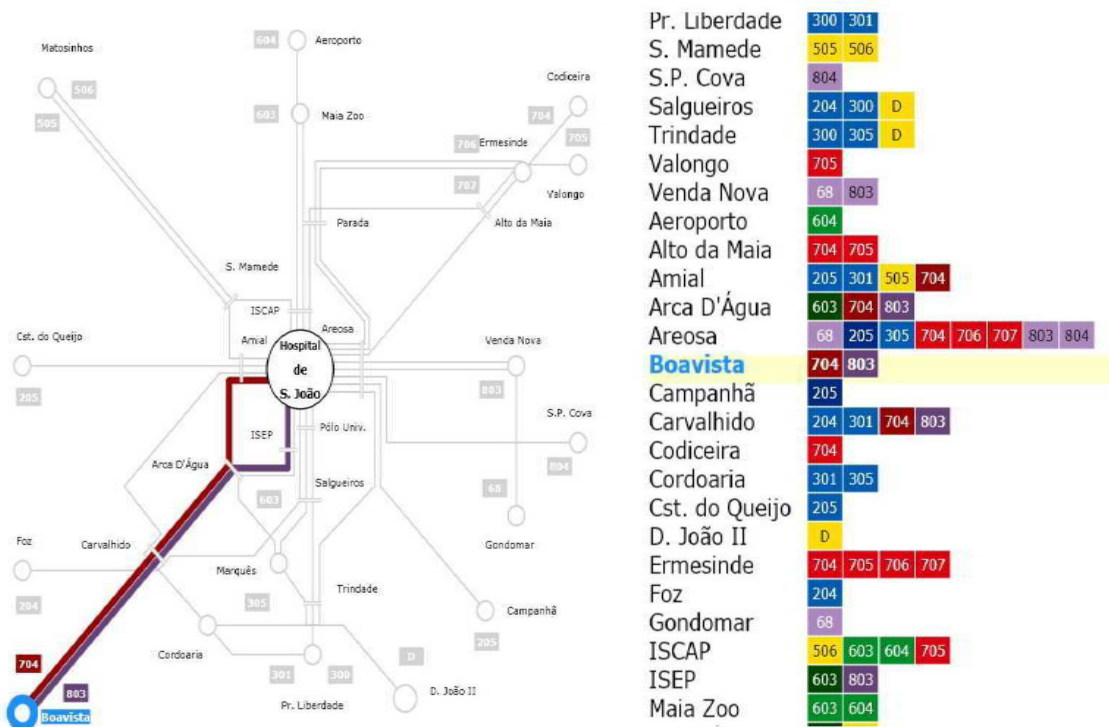 604
Aeroporto
Matosinhos
506
505
Codiceira
603
Maia Zoo
704
705
706
Ermesinde
707
Valongo
Parada
Alto da Maia
S. Mamede
ISCAP
Areosa
Cst. do Queijo
Amial
Hospital
de
S. João
Venda Nova
205
803
ISEP
Pólo Univ.
S.P. Cova
Arca D'Água
804
Salgueiros
603
68
Foz
Carvalhido
Gondomar
Marquês
204
305
Trindade
Campanhã
205
Cordoaria
D
704
301
300
803
D. João II
Boavista
Pr. Liberdade
Pr. Liberdade 300 301
S. Mamede 505 506
S.P. Cova 804
Salgueiros 204 300 D
Trindade 300 305 D
Valongo 705
Venda Nova 68 803
Aeroporto 604
Alto da Maia 704 705
Amial 205 301 505 704
Arca D'Água 603 704 803
Areosa 68 205 305 704 706 707 803 804
Boavista 704 803
Campanhã 205
Carvalhido 204 301 704 803
Codiceira 704
Cordoaria 301 305
Cst. do Queijo 205
D. João II D
Ermesinde 704 705 706 707
Foz 204
Gondomar 68
ISCAP 506 603 604 705
ISEP 603 803
Maia Zoo 603 604